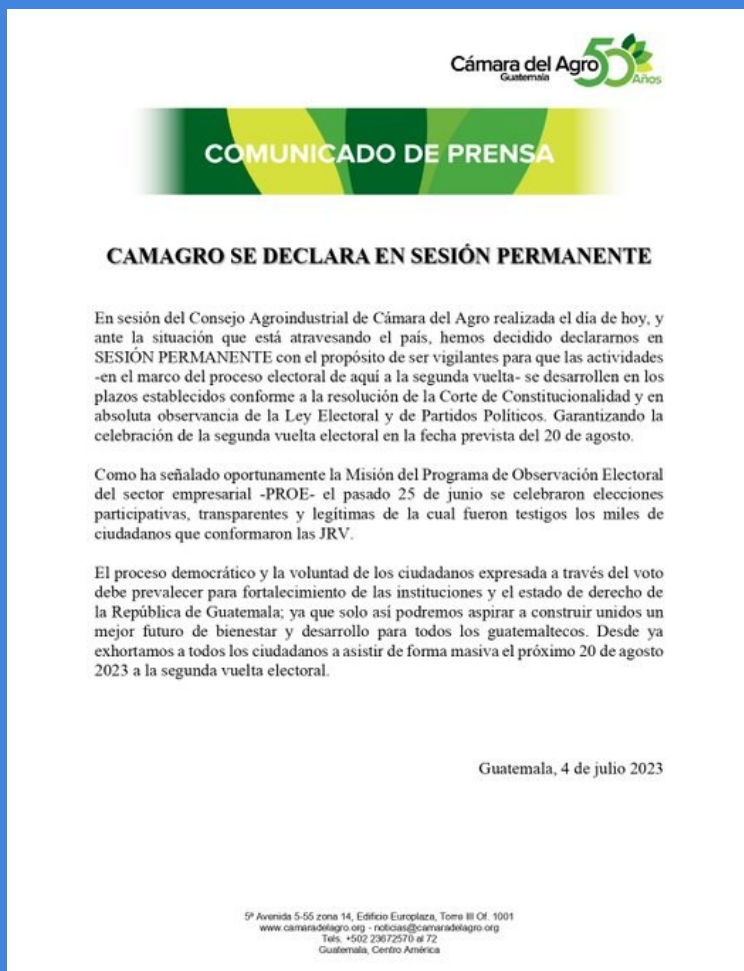 Cámara del Agro
Guatemala
50
Años
COMUNICADO DE PRENSA
CAMAGRO SE DECLARA EN SESIÓN PERMANENTE
En sesión del Consejo Agroindustrial de Cámara del Agro realizada el día de hoy, y
ante la situación que está atravesando el país, hemos decidido declararnos en
SESIÓN PERMANENTE con el propósito de ser vigilantes para que las actividades
-en el marco del proceso electoral de aquí a la segunda vuelta- se desarrollen en los
plazos establecidos conforme a la resolución de la Corte de Constitucionalidad y en
absoluta observancia de la Ley Electoral y de Partidos Políticos. Garantizando la
celebración de la segunda vuelta electoral en la fecha prevista del 20 de agosto.
Como ha señalado oportunamente la Misión del Programa de Observación Electoral
del sector empresarial -PROE- el pasado 25 de junio se celebraron elecciones
participativas, transparentes y legítimas de la cual fueron testigos los miles de
ciudadanos que conformaron las JRV.
El proceso democrático y la voluntad de los ciudadanos expresada a través del voto
debe prevalecer para fortalecimiento de las instituciones y el estado de derecho de
la República de Guatemala; ya que solo así podremos aspirar a construir unidos un
mejor futuro de bienestar y desarrollo para todos los guatemaltecos. Desde ya
exhortamos a todos los ciudadanos a asistir de forma masiva el próximo 20 de agosto
2023 a la segunda vuelta electoral.
Guatemala, 4 de julio 2023
5ª Avenida 5-55 zona 14, Edificio Europlaza, Torre III Of. 1001
www.camaradelagro.org - noticias@camaradelagro.org
Tels. +502 23672570 al 72
Guatemala, Centro América